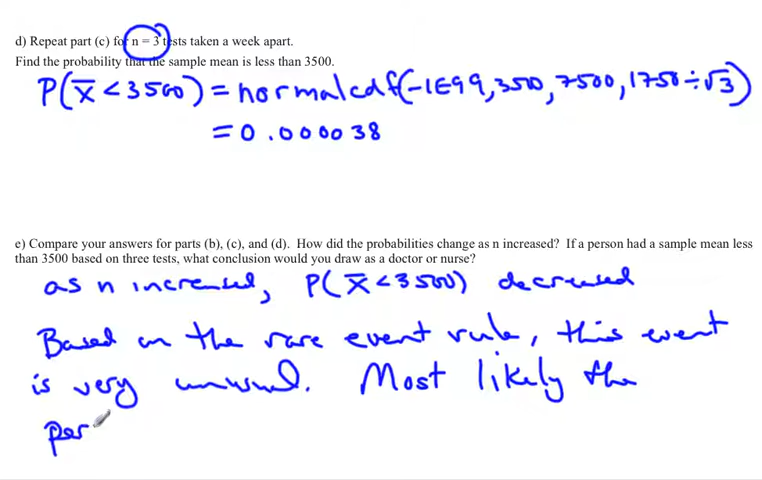 d) Repeat part (c) for n = 3 tests taken a week apart.
Find the probability that the sample mean is less than 3500.
P(x̅ < 3500) = normalcdf(-1E99, 3500, 7500, 1750 ÷ √3)
= 0.000038
e) Compare your answers for parts (b), (c), and (d). How did the probabilities change as n increased? If a person had a sample mean less
than 3500 based on three tests, what conclusion would you draw as a doctor or nurse?
as n increased, P(x̅ < 3500) decreased
Based on the rare event rule, this event
is very unusual. Most likely the
per